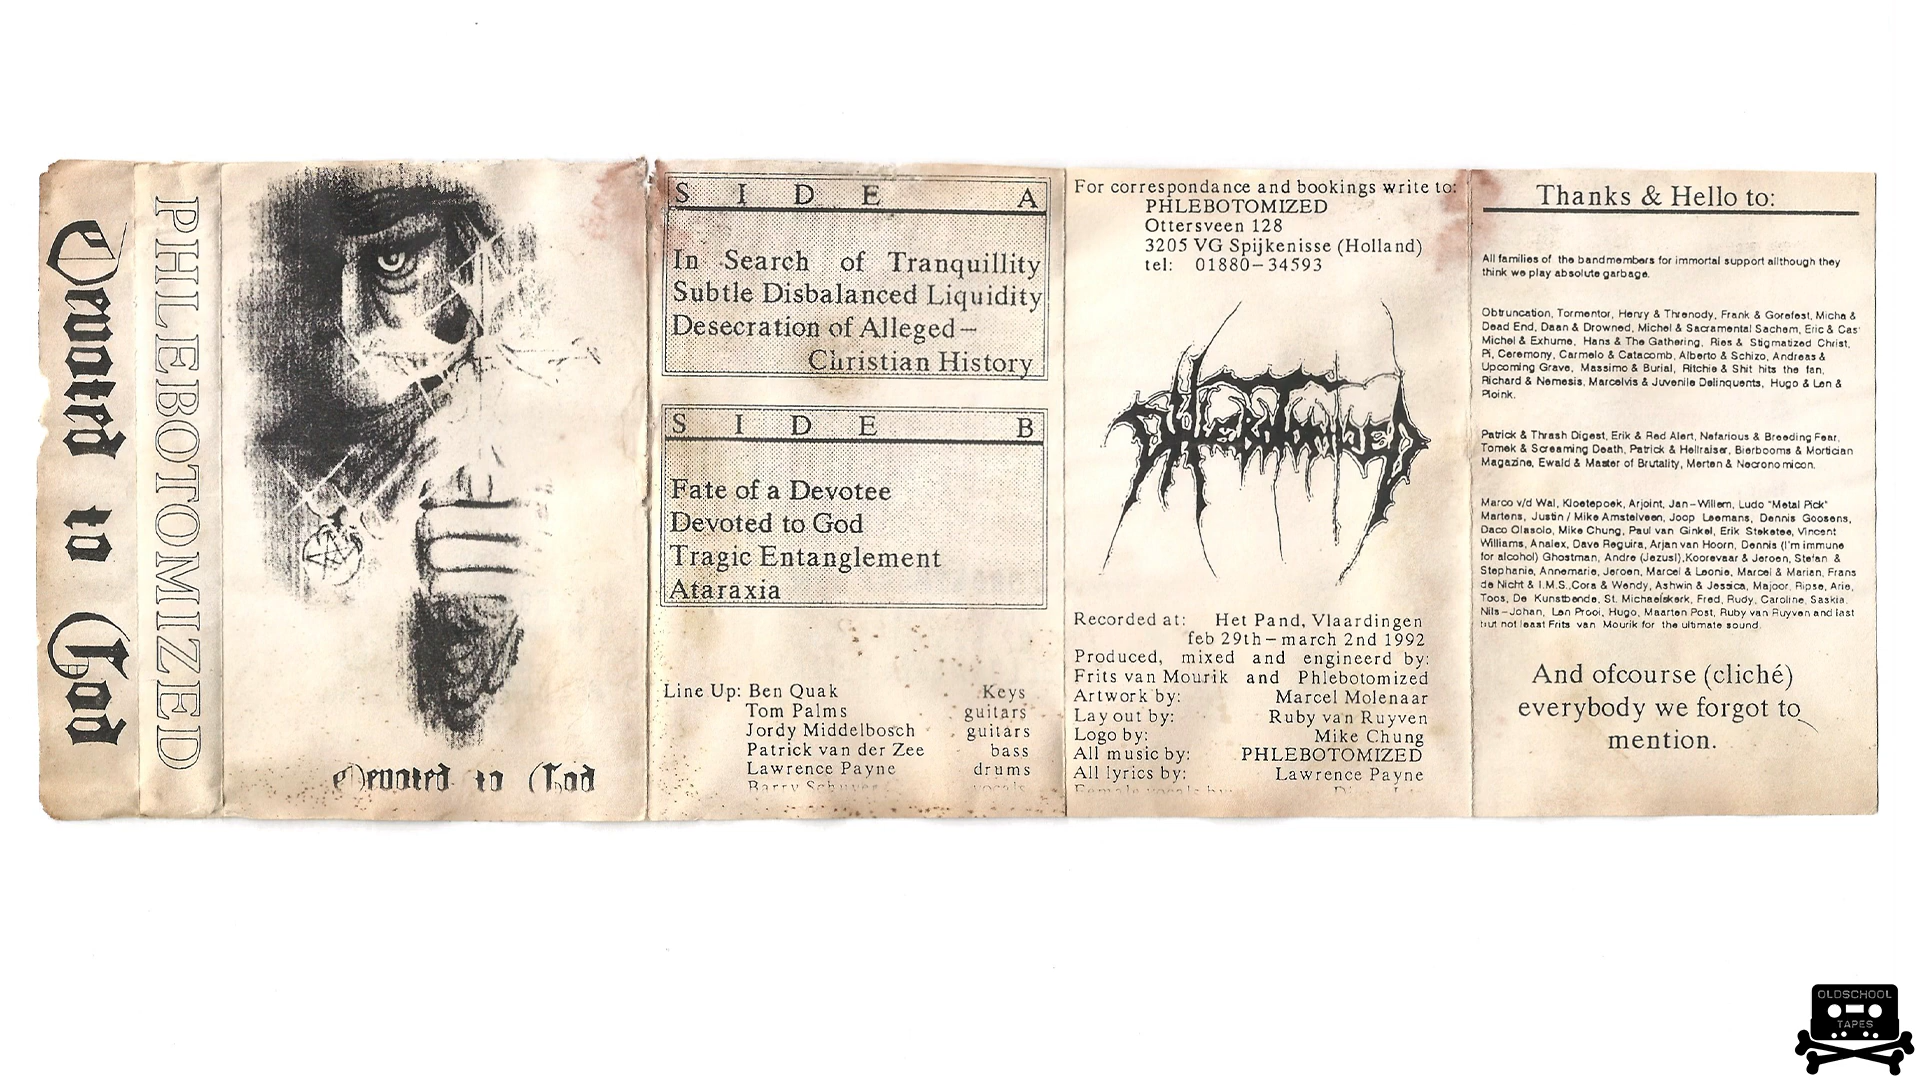 Devoted to God
PHLEBOTOMIZED
Devoted to God
SIDE A
In Search of Tranquillity
Subtle Disbalanced Liquidity
Desecration of Alleged-
Christian History
SIDE B
Fate of a Devotee
Devoted to God
Tragic Entanglement
Ataraxia
Line Up: Ben Quak Keys
Tom Palms guitars
Jordy Middelbosch guitars
Patrick van der Zee bass
Lawrence Payne drums
vocals
For correspondance and bookings write to:
PHLEBOTOMIZED
Ottersveen 128
3205 VG Spijkenisse (Holland)
tel: 01880-34593
PHLEBOTOMIZED
Recorded at: Het Pand, Vlaardingen
feb 29th-march 2nd 1992
Produced, mixed and engineerd by:
Frits van Mourik and Phlebotomized
Artwork by: Marcel Molenaar
Lay out by: Ruby van Ruyven
Logo by: Mike Chung
All music by: PHLEBOTOMIZED
All lyrics by: Lawrence Payne
Female vocals by:
Thanks & Hello to:
All families of the bandmembers for immortal support allthough they
think we play absolute garbage.
Obtruncation, Tormentor, Henry & Threnody, Frank & Gorefest, Micha &
Dead End, Daan & Drowned, Michel & Sacramental Sachem, Eric & Cas
Michel & Exhume, Hans & The Gathering, Ries & Stigmatized Christ,
Pi, Ceremony, Carmelo & Catacomb, Alberto & Schizo, Andreas &
Upcoming Grave, Massimo & Burial, Ritchie & Shit hits the fan,
Richard & Nemesis, Marcelvis & Juvenile Delinquents, Hugo & Len &
Ploink.
Patrick & Thrash Digest, Erik & Red Alert, Nefarious & Breeding Fear,
Tomek & Screaming Death, Patrick & Hellraiser, Bierbooms & Mortician
Magazine, Ewald & Master of Brutality, Merten & Necronomicon.
Marco v/d Wal, Kloetepoek, Arjoint, Jan-Willem, Ludo "Metal Pick"
Martens, Justin / Mike Amstelveen, Joop Leemans, Dennis Goosens,
Daco Olasolo, Mike Chung, Paul van Ginkel, Erik Steketee, Vincent
Williams, Analex, Dave Reguira, Arjan van Hoorn, Dennis (I'm immune
for alcohol) Ghostman, Andre (Jezus!),Koorevaar & Jeroen, Stefan &
Stephanie, Annemarie, Jeroen, Marcel & Leonie, Marcel & Marian, Frans
de Nicht & I.M.S.,Cora & Wendy, Ashwin & Jessica, Majoor, Ripse, Arie,
Toos, De Kunstbende, St. Michaelskerk, Fred, Rudy, Caroline, Saskia,
Nils-Johan, Len Prooi, Hugo, Maarten Post, Ruby van Ruyven and last
but not least Frits van Mourik for the ultimate sound.
And ofcourse (cliché)
everybody we forgot to
mention.
OLDSCHOOL
TAPES